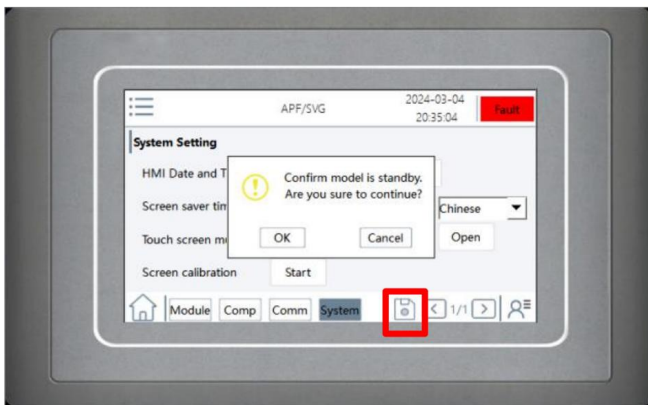 APF/SVG
2024-03-04
20:35:04
Fault
System Setting
HMI Date and T
Confirm model is standby.
Are you sure to continue?
Screen saver tim
Chinese
Touch screen mu
OK
Cancel
Open
Screen calibration
Start
Module
Comp
Comm
System
1/1